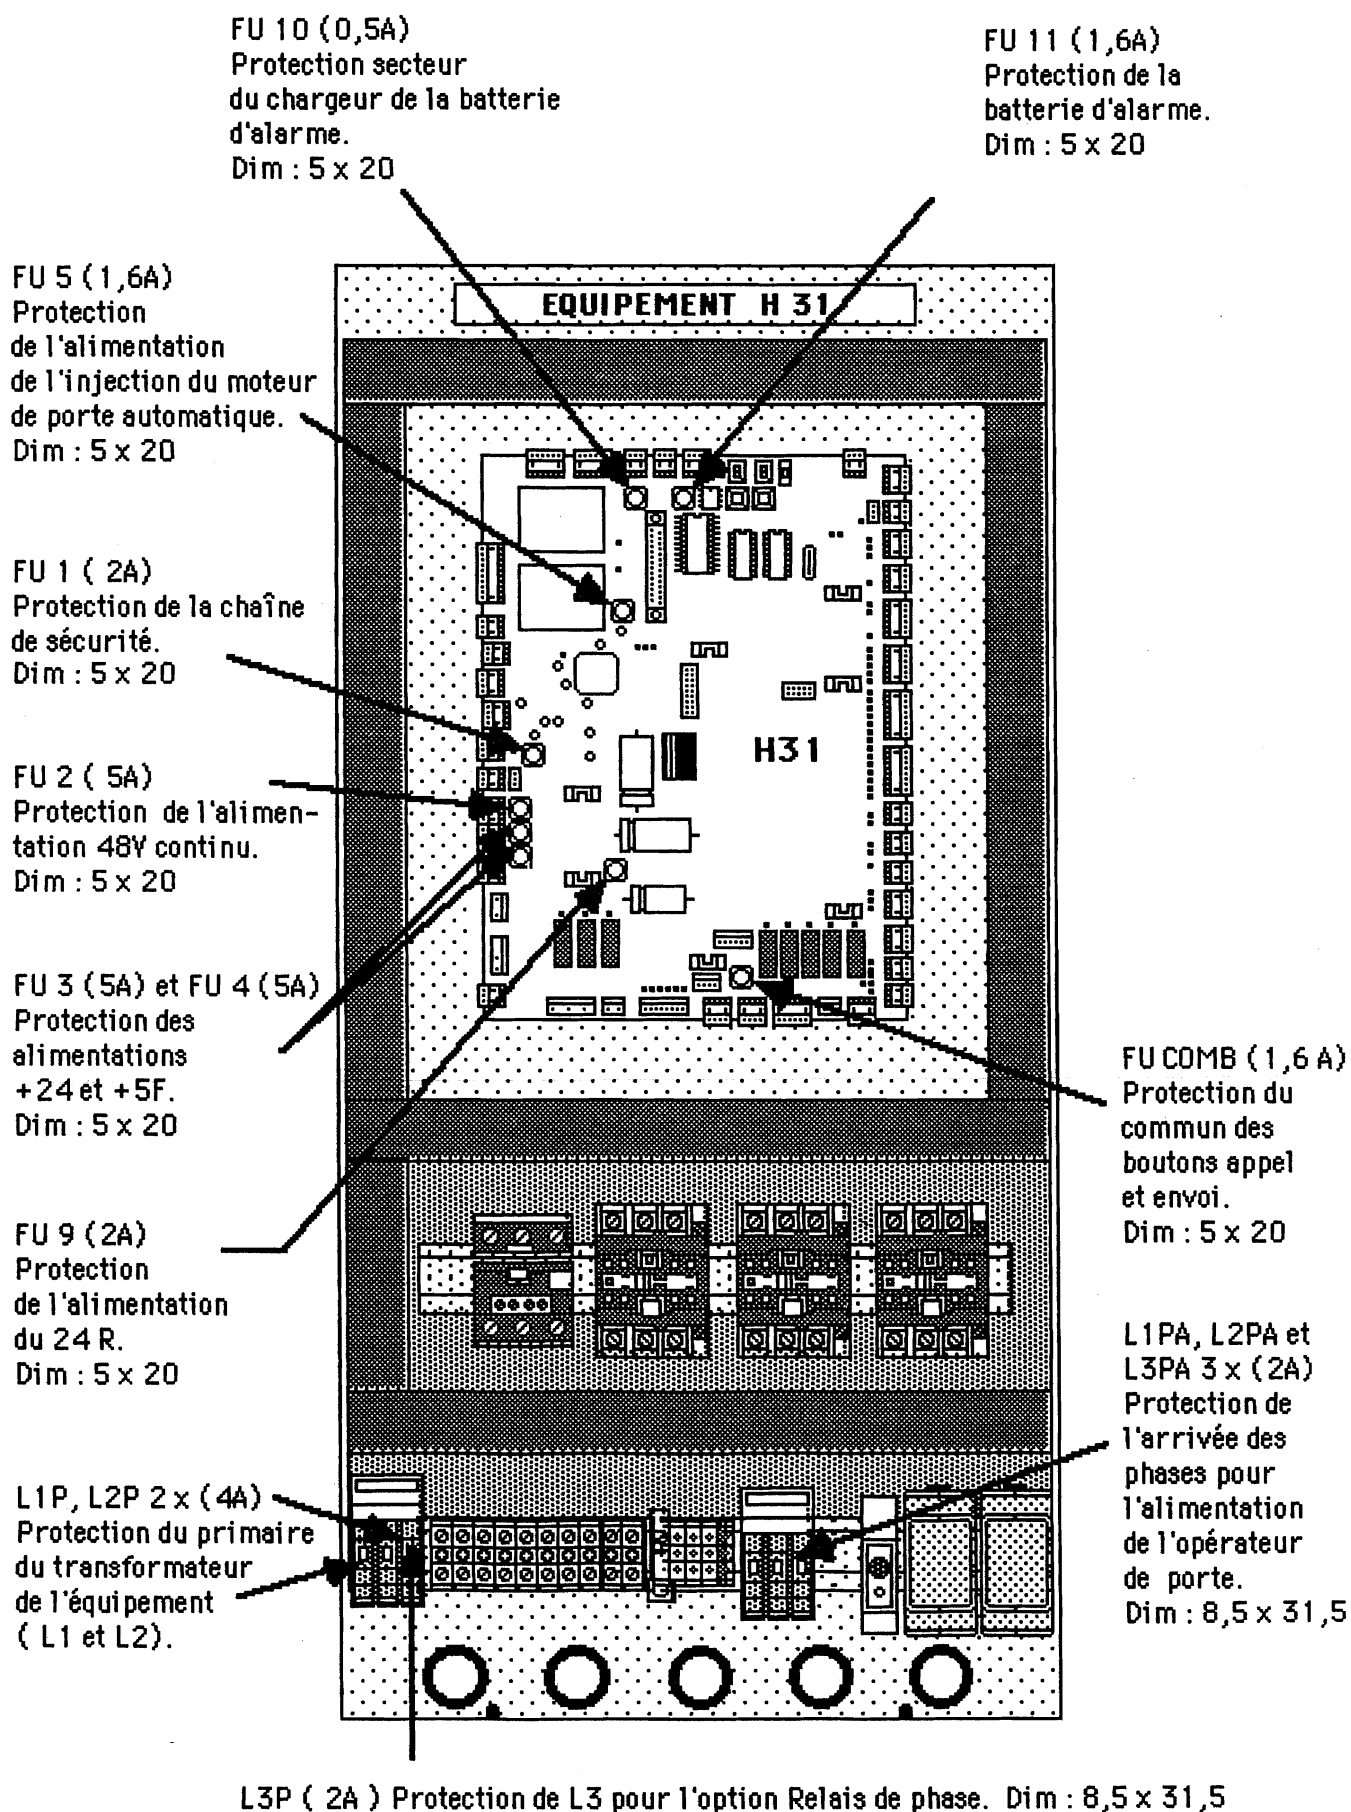 FU 10 (0,5A)
Protection secteur
du chargeur de la batterie
d'alarme.
Dim : 5 x 20
FU 11 (1,6A)
Protection de la
batterie d'alarme.
Dim : 5 x 20
EQUIPEMENT H 31
FU 5 (1,6A)
Protection
de l'alimentation
de l'injection du moteur
de porte automatique.
Dim : 5 x 20
FU 1 ( 2A)
Protection de la chaîne
de sécurité.
Dim : 5 x 20
H31
FU 2 ( 5A)
Protection de l'alimen-
tation 48V continu.
Dim : 5 x 20
FU 3 (5A) et FU 4 (5A)
Protection des
alimentations
+24 et +5F.
Dim : 5 x 20
FU COMB (1,6 A)
Protection du
commun des
boutons appel
et envoi.
Dim : 5 x 20
FU 9 (2A)
Protection
de l'alimentation
du 24 R.
Dim : 5 x 20
L1PA, L2PA et
L3PA 3 x (2A)
Protection de
l'arrivée des
phases pour
l'alimentation
de l'opérateur
de porte.
Dim : 8,5 x 31,5
L1P, L2P 2 x (4A)
Protection du primaire
du transformateur
de l'équipement
( L1 et L2).
L3P ( 2A ) Protection de L3 pour l'option Relais de phase. Dim : 8,5 x 31,5